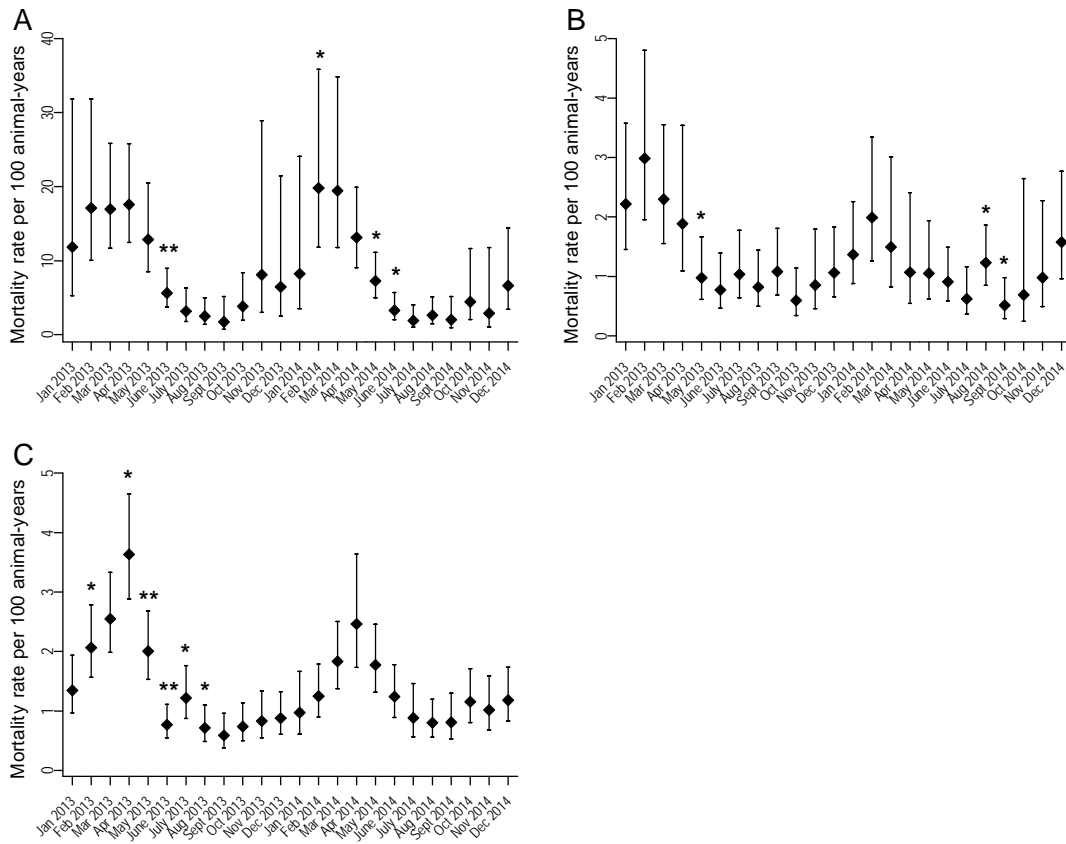 A
Mortality rate per 100 animal-years
40
30
20
10
0
*
**
*
*
Jan 2013
Feb 2013
Mar 2013
Apr 2013
May 2013
June 2013
July 2013
Aug 2013
Sept 2013
Oct 2013
Nov 2013
Dec 2013
Jan 2014
Feb 2014
Mar 2014
Apr 2014
May 2014
June 2014
July 2014
Aug 2014
Sept 2014
Oct 2014
Nov 2014
Dec 2014
B
Mortality rate per 100 animal-years
5
4
3
2
1
0
*
*
*
Jan 2013
Feb 2013
Mar 2013
Apr 2013
May 2013
June 2013
July 2013
Aug 2013
Sept 2013
Oct 2013
Nov 2013
Dec 2013
Jan 2014
Feb 2014
Mar 2014
Apr 2014
May 2014
June 2014
July 2014
Aug 2014
Sept 2014
Oct 2014
Nov 2014
Dec 2014
C
Mortality rate per 100 animal-years
5
4
3
2
1
0
*
*
**
**
*
*
Jan 2013
Feb 2013
Mar 2013
Apr 2013
May 2013
June 2013
July 2013
Aug 2013
Sept 2013
Oct 2013
Nov 2013
Dec 2013
Jan 2014
Feb 2014
Mar 2014
Apr 2014
May 2014
June 2014
July 2014
Aug 2014
Sept 2014
Oct 2014
Nov 2014
Dec 2014